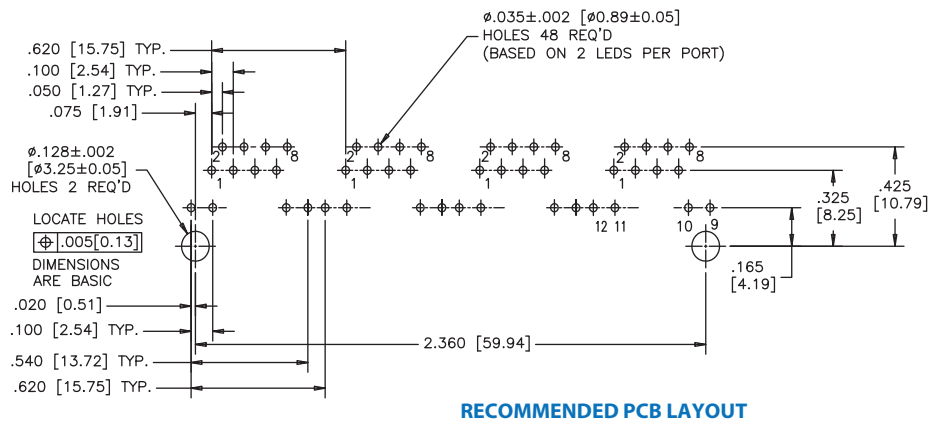 ø.035±.002 [ø0.89±0.05]
HOLES 48 REQ'D
(BASED ON 2 LEDS PER PORT)
.620 [15.75] TYP.
.100 [2.54] TYP.
.050 [1.27] TYP.
.075 [1.91]
ø.128±.002
[ø3.25±0.05]
HOLES 2 REQ'D
2 8 2 8 2 8 2 8
1 1 1 1
.425
[10.79]
.325
[8.25]
LOCATE HOLES
⌖ .005[0.13]
DIMENSIONS
ARE BASIC
12 11 10 9
.165
[4.19]
.020 [0.51]
.100 [2.54] TYP.
2.360 [59.94]
.540 [13.72] TYP.
.620 [15.75] TYP.
RECOMMENDED PCB LAYOUT